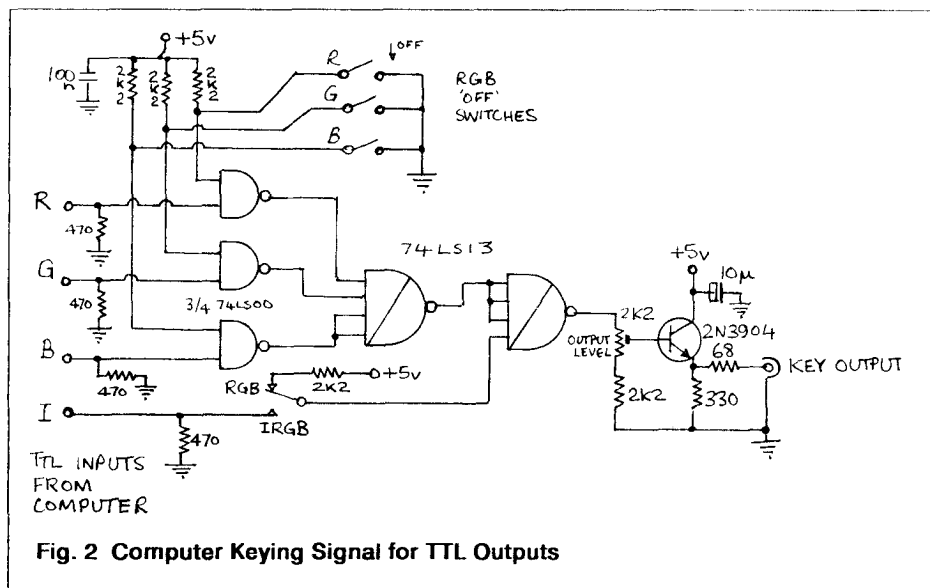 +5v
100n
2k2
2k2
2k2
R
G
B
↓OFF
RGB
'OFF'
SWITCHES
R
470
G
470
3/4 74LS00
B
470
I
470
TTL INPUTS
FROM
COMPUTER
74LS13
RGB
2K2
+5v
IRGB
2K2
OUTPUT
LEVEL
2K2
+5v
10μ
2N3904
68
330
KEY OUTPUT
Fig. 2 Computer Keying Signal for TTL Outputs